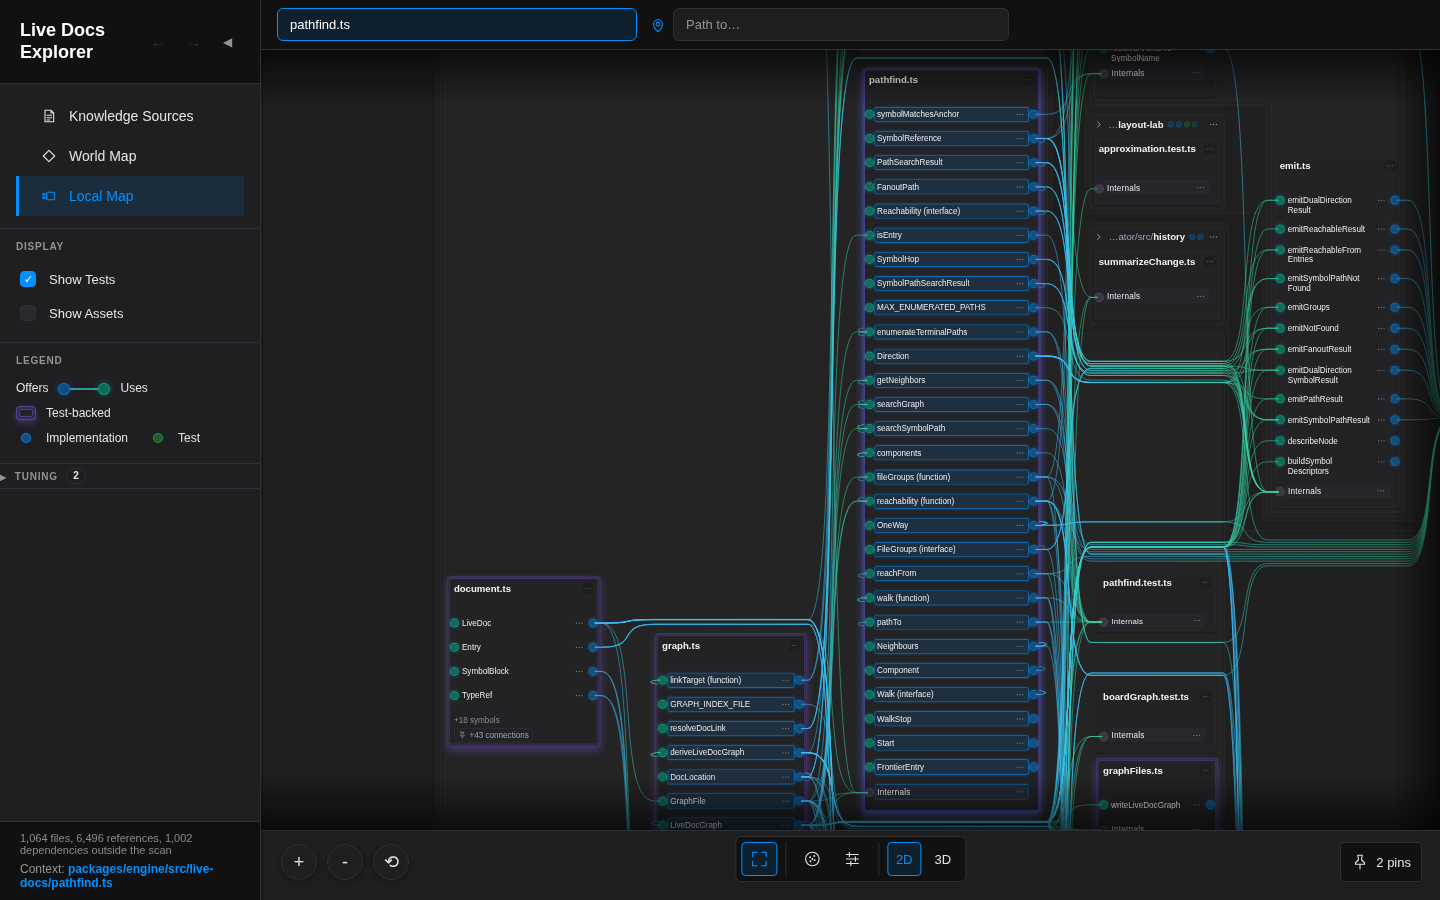 Live Docs
Explorer
← → ◀
Knowledge Sources
World Map
Local Map
DISPLAY
Show Tests
Show Assets
LEGEND
Offers Uses
Test-backed
Implementation Test
TUNING 2
1,064 files, 6,496 references, 1,002
dependencies outside the scan
Context: packages/engine/src/live-
docs/pathfind.ts
pathfind.ts
Path to…
document.ts
LiveDoc
Entry
SymbolBlock
TypeRef
+18 symbols
+43 connections
graph.ts
linkTarget (function)
GRAPH_INDEX_FILE
resolveDocLink
deriveLiveDocGraph
DocLocation
GraphFile
LiveDocGraph
pathfind.ts
symbolMatchesAnchor
SymbolReference
PathSearchResult
FanoutPath
Reachability (interface)
isEntry
SymbolHop
SymbolPathSearchResult
MAX_ENUMERATED_PATHS
enumerateTerminalPaths
Direction
getNeighbors
searchGraph
searchSymbolPath
components
fileGroups (function)
reachability (function)
OneWay
FileGroups (interface)
reachFrom
walk (function)
pathTo
Neighbours
Component
Walk (interface)
WalkStop
Start
FrontierEntry
Internals
SymbolName
Internals
…layout-lab
approximation.test.ts
Internals
…ator/src/history
summarizeChange.ts
Internals
pathfind.test.ts
Internals
boardGraph.test.ts
Internals
graphFiles.ts
writeLiveDocGraph
Internals
emit.ts
emitDualDirection
Result
emitReachableResult
emitReachableFrom
Entries
emitSymbolPathNot
Found
emitGroups
emitNotFound
emitFanoutResult
emitDualDirection
SymbolResult
emitPathResult
emitSymbolPathResult
describeNode
buildSymbol
Descriptors
Internals
+ - ⟲
2D 3D
2 pins